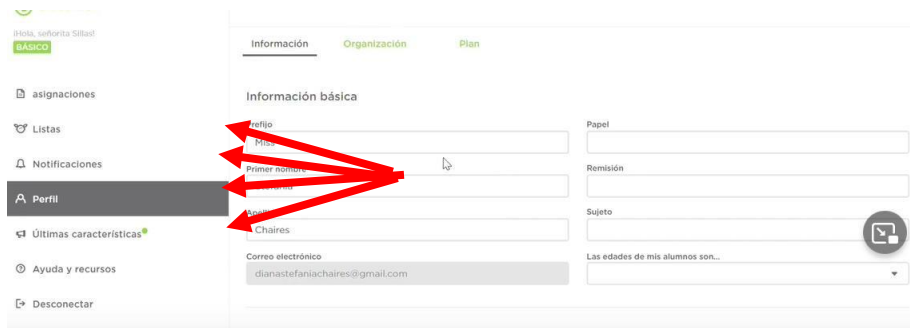 ¡Hola, señorita Sillas!
BÁSICO
asignaciones
Listas
Notificaciones
Perfil
Últimas características
Ayuda y recursos
Desconectar
Información Organización Plan
Información básica
Prefijo Papel
Miss
Primer nombre Remisión
Sujeto
Chaires
Correo electrónico Las edades de mis alumnos son...
dianastefaniachaires@gmail.com